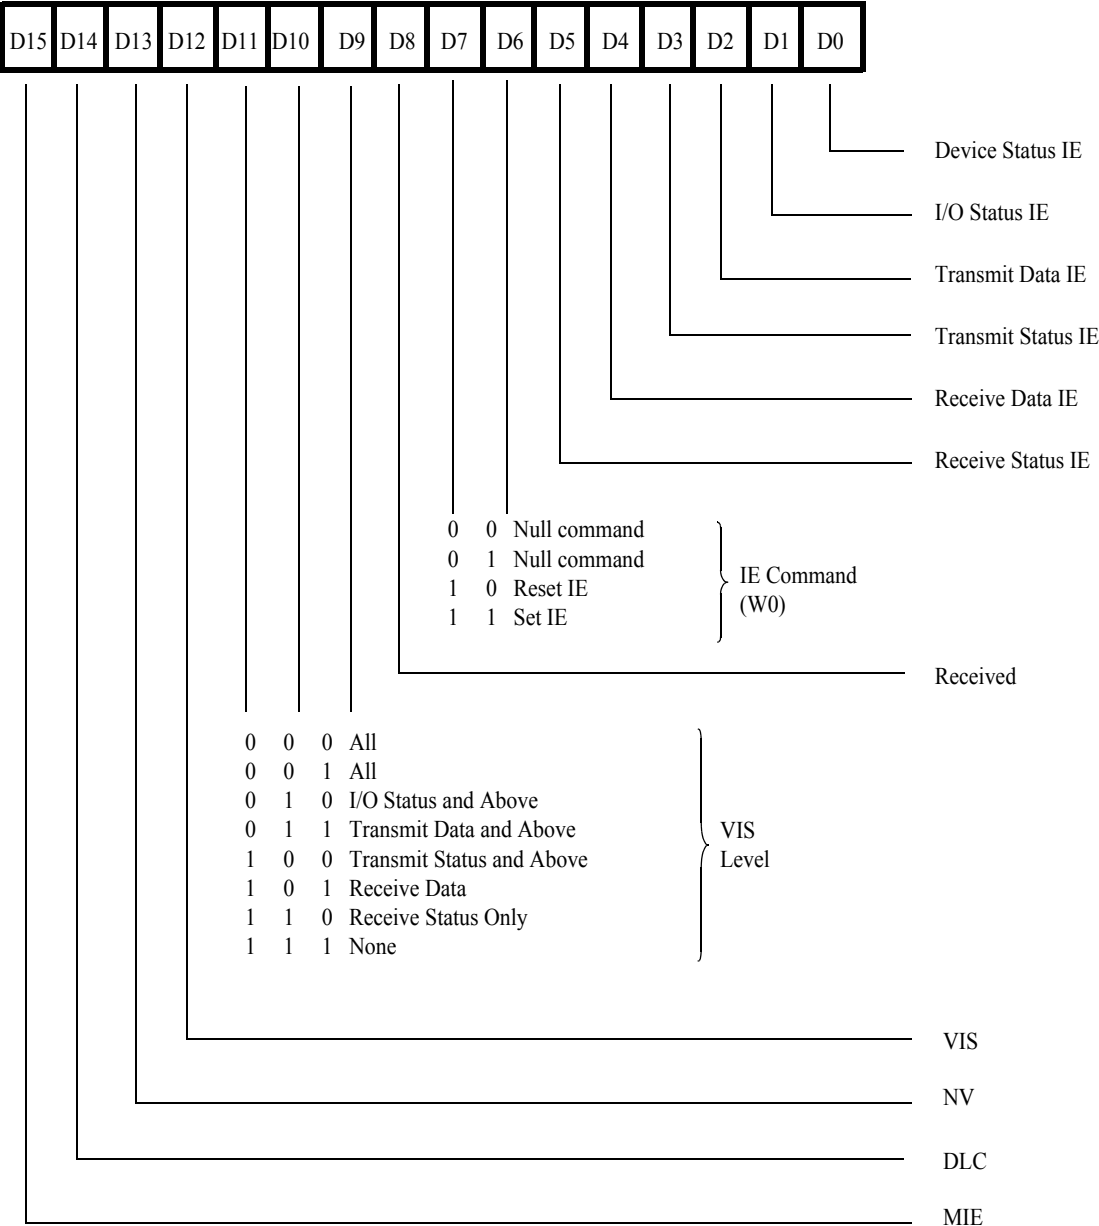 D15 D14 D13 D12 D11 D10 D9 D8 D7 D6 D5 D4 D3 D2 D1 D0
Device Status IE
I/O Status IE
Transmit Data IE
Transmit Status IE
Receive Data IE
Receive Status IE
0 0 Null command
0 1 Null command
1 0 Reset IE
1 1 Set IE
IE Command
(W0)
Received
0 0 0 All
0 0 1 All
0 1 0 I/O Status and Above
0 1 1 Transmit Data and Above
1 0 0 Transmit Status and Above
1 0 1 Receive Data
1 1 0 Receive Status Only
1 1 1 None
VIS
Level
VIS
NV
DLC
MIE